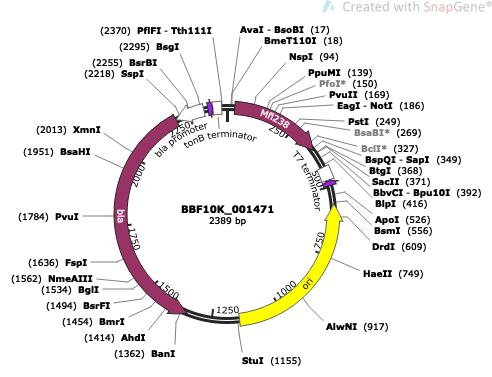 Created with SnapGene®
(2370) PflFI - Tth111I
(2295) BsgI
(2255) BsrBI
(2218) SspI
(2013) XmnI
(1951) BsaHI
(1784) PvuI
(1636) FspI
(1562) NmeAIII
(1534) BglI
(1494) BsrFI
(1454) BmrI
(1414) AhdI
(1362) BanI
AvaI - BsoBI (17)
BmeT110I (18)
NspI (94)
PpuMI (139)
PfoI* (150)
PvuII (169)
EagI - NotI (186)
PstI (249)
BsaBI* (269)
BclI* (327)
BspQI - SapI (349)
BtgI (368)
SacII (371)
BbvCI - Bpu10I (392)
BlpI (416)
ApoI (526)
BsmI (556)
DrdI (609)
HaeII (749)
AlwNI (917)
StuI (1155)
bla promoter
tonB terminator
Mfl238
T7 terminator
bla
ori
250
500
750
1000
1250
1500
1750
2000
2250
BBF10K_001471
2389 bp